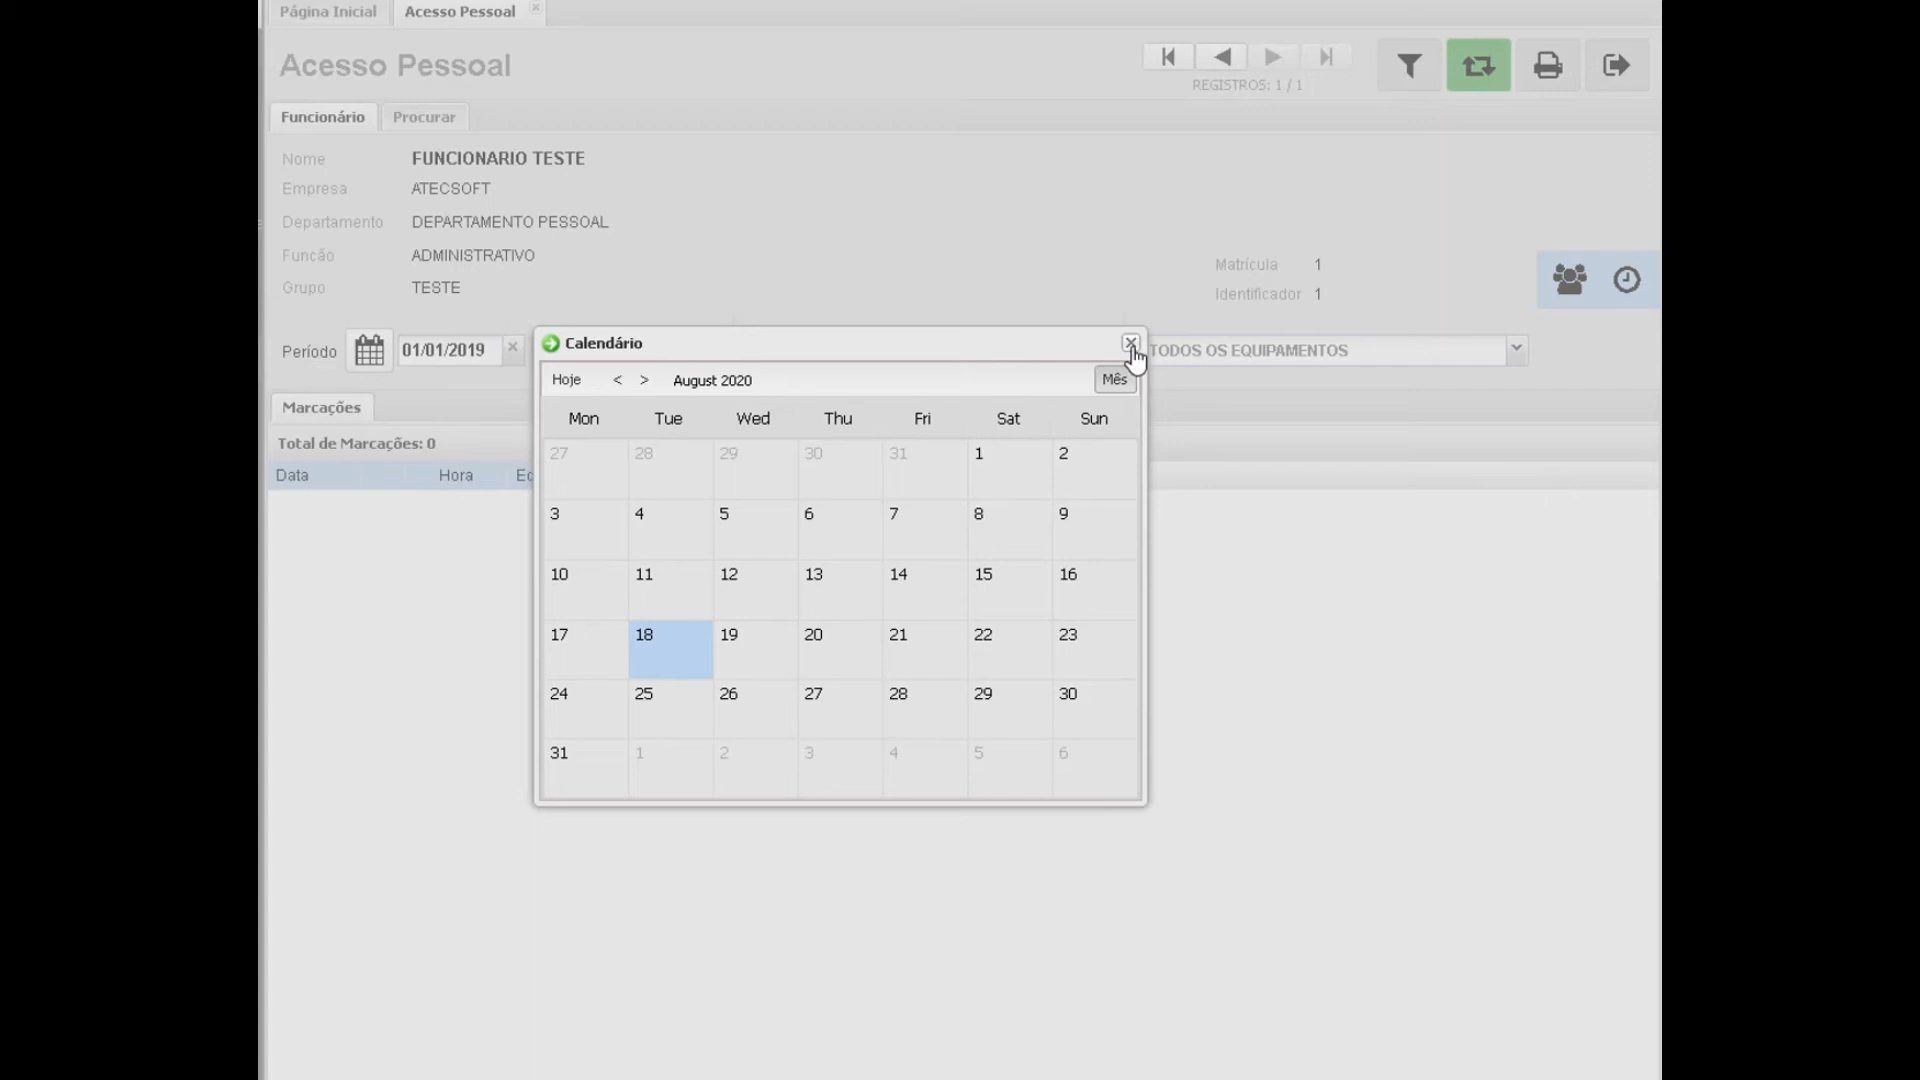 Página Inicial Acesso Pessoal
Acesso Pessoal
REGISTROS: 1 / 1
Funcionário Procurar
Nome FUNCIONARIO TESTE
Empresa ATECSOFT
Departamento DEPARTAMENTO PESSOAL
Funcão ADMINISTRATIVO
Grupo TESTE
Matrícula 1
Identificador 1
Período 01/01/2019
TODOS OS EQUIPAMENTOS
Marcações
Total de Marcações: 0
Data Hora
Calendário
Hoje < > August 2020 Mês
Mon Tue Wed Thu Fri Sat Sun
27 28 29 30 31 1 2
3 4 5 6 7 8 9
10 11 12 13 14 15 16
17 18 19 20 21 22 23
24 25 26 27 28 29 30
31 1 2 3 4 5 6